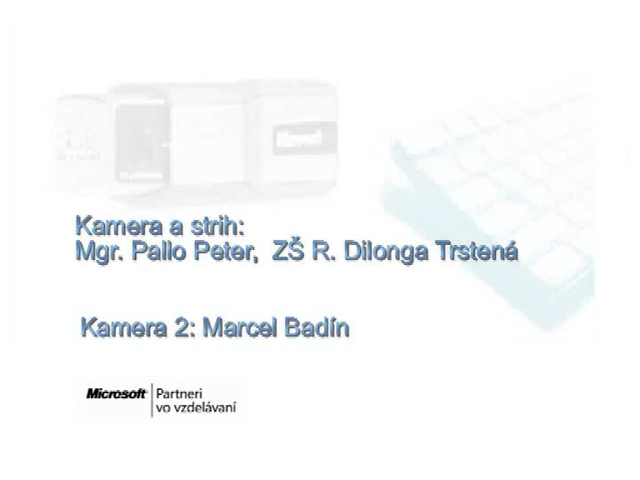 Kamera a strih:
Mgr. Pallo Peter, ZŠ R. Dilonga Trstená
Kamera 2: Marcel Badín
Microsoft
Partneri
vo vzdelávaní